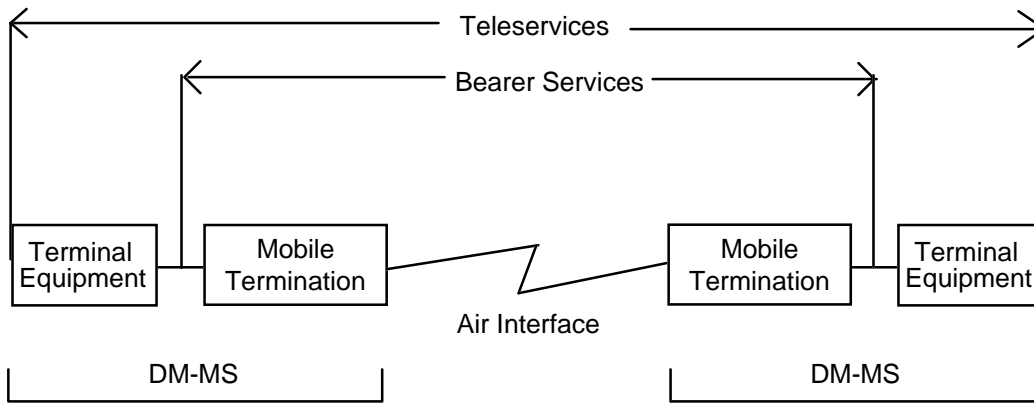 Teleservices
Bearer Services
Terminal
Equipment
Mobile
Termination
Air Interface
Mobile
Termination
Terminal
Equipment
DM-MS
DM-MS